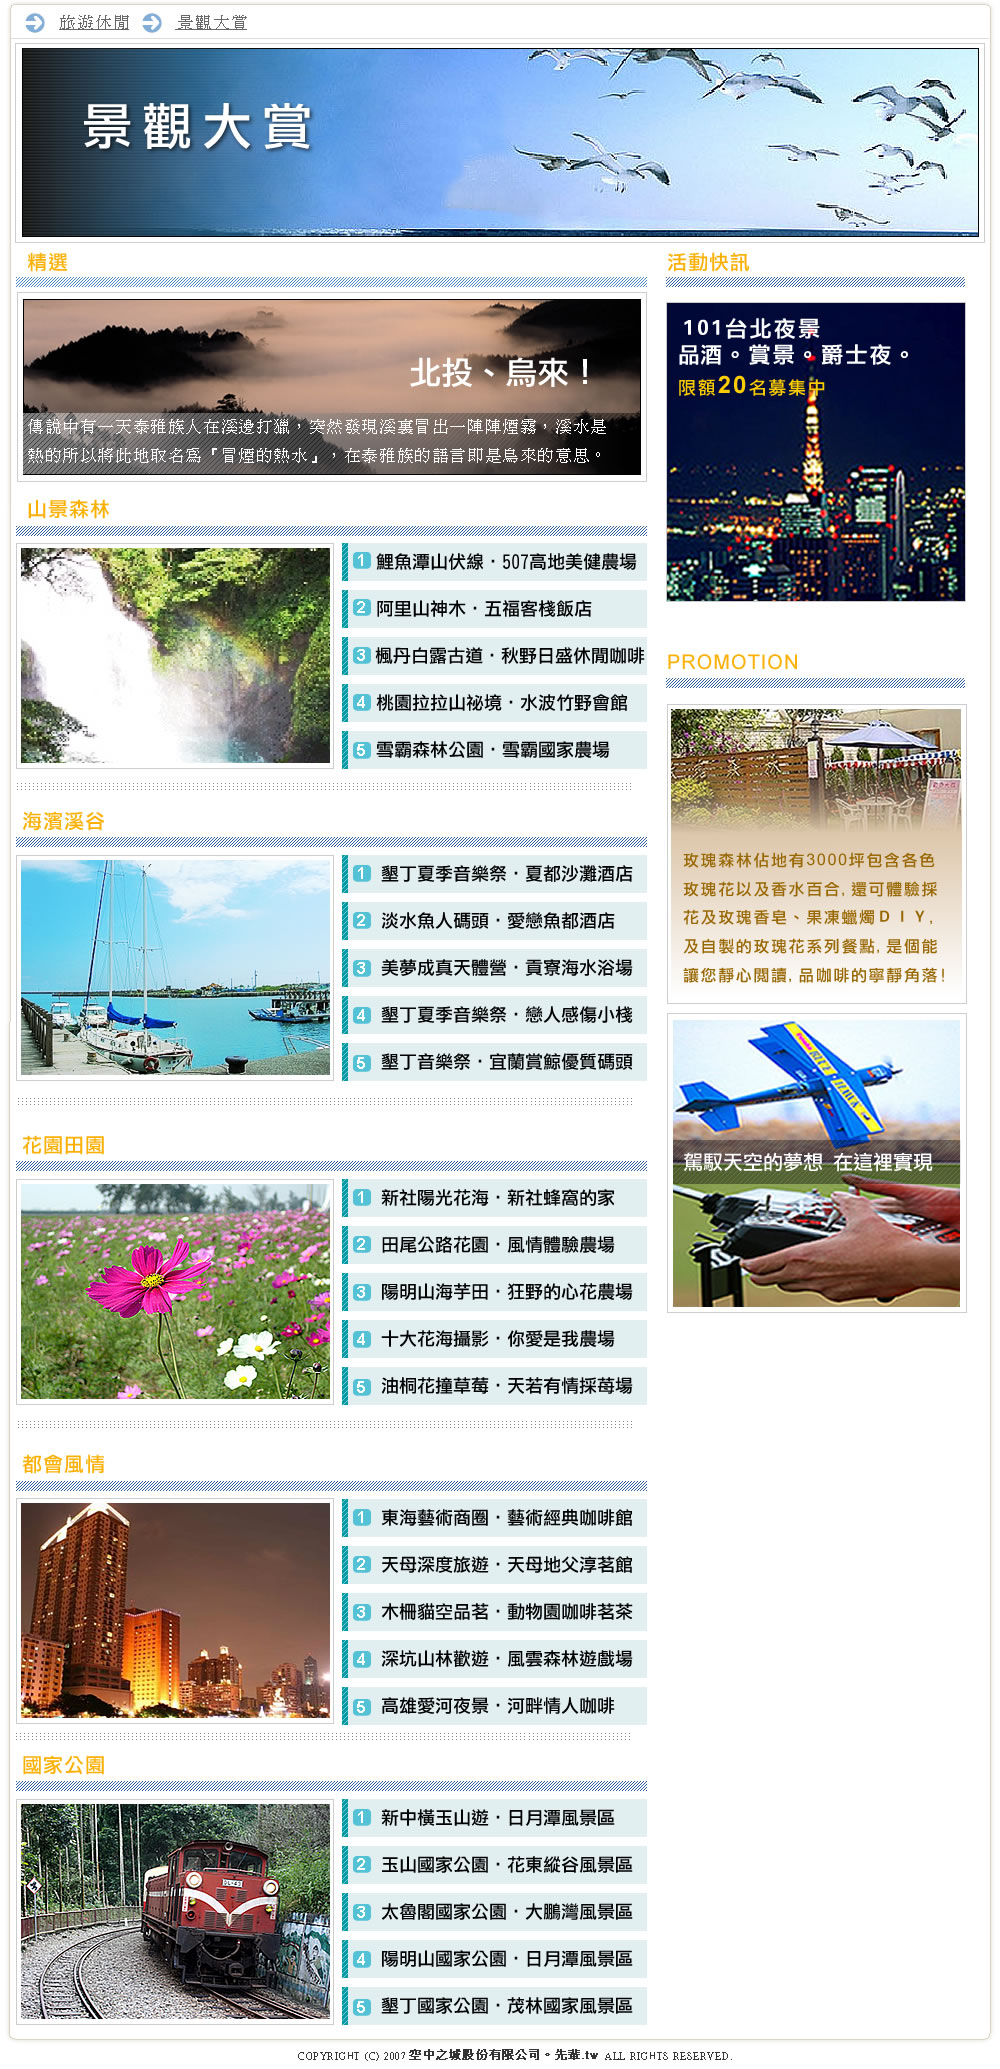 旅遊休閒 景觀大賞
景觀大賞
精選
北投、烏來！
傳說中有一天泰雅族人在溪邊打獵，突然發現溪裏冒出一陣陣煙霧，溪水是
熱的所以將此地取名為『冒煙的熱水』，在泰雅族的語言即是烏來的意思。
山景森林
1 鯉魚潭山伏線・507高地美健農場
2 阿里山神木・五福客棧飯店
3 楓丹白露古道・秋野日盛休閒咖啡
4 桃園拉拉山祕境・水波竹野會館
5 雪霸森林公園・雪霸國家農場
海濱溪谷
1 墾丁夏季音樂祭・夏都沙灘酒店
2 淡水魚人碼頭・愛戀魚都酒店
3 美夢成真天體營・貢寮海水浴場
4 墾丁夏季音樂祭・戀人感傷小棧
5 墾丁音樂祭・宜蘭賞鯨優質碼頭
花園田園
1 新社陽光花海・新社蜂窩的家
2 田尾公路花園・風情體驗農場
3 陽明山海芋田・狂野的心花農場
4 十大花海攝影・你愛是我農場
5 油桐花撞草莓・天若有情採莓場
都會風情
1 東海藝術商圈・藝術經典咖啡館
2 天母深度旅遊・天母地父淳茗館
3 木柵貓空品茗・動物園咖啡茗茶
4 深坑山林歡遊・風雲森林遊戲場
5 高雄愛河夜景・河畔情人咖啡
國家公園
1 新中橫玉山遊・日月潭風景區
2 玉山國家公園・花東縱谷風景區
3 太魯閣國家公園・大鵬灣風景區
4 陽明山國家公園・日月潭風景區
5 墾丁國家公園・茂林國家風景區
活動快訊
101台北夜景
品酒。賞景。爵士夜。
限額20名募集中
PROMOTION
玫瑰森林佔地有3000坪包含各色
玫瑰花以及香水百合,還可體驗採
花及玫瑰香皂、果凍蠟燭ＤＩＹ,
及自製的玫瑰花系列餐點,是個能
讓您靜心閱讀,品咖啡的寧靜角落!
駕馭天空的夢想 在這裡實現
COPYRIGHT (C) 2007 空中之城股份有限公司。先華.tw ALL RIGHTS RESERVED.